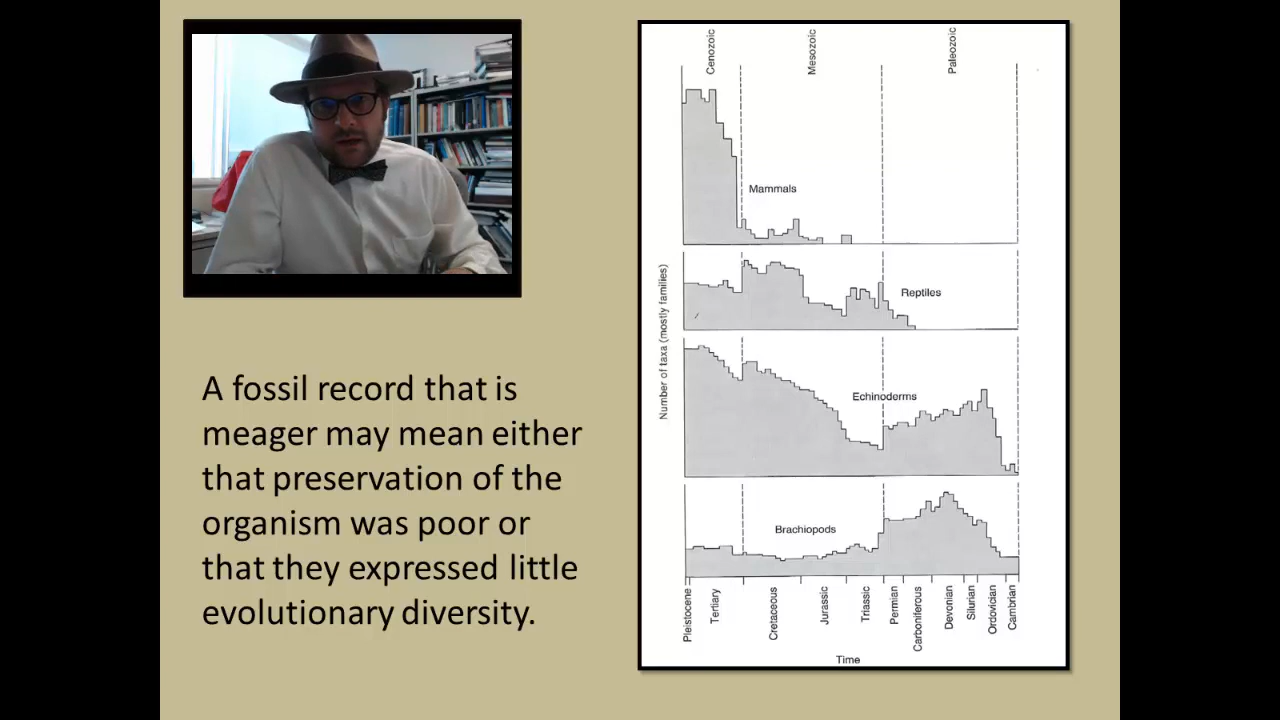 A fossil record that is
meager may mean either
that preservation of the
organism was poor or
that they expressed little
evolutionary diversity.
Cenozoic
Mesozoic
Paleozoic
Mammals
Reptiles
Echinoderms
Brachiopods
Number of taxa (mostly families)
Pleistocene
Tertiary
Cretaceous
Jurassic
Triassic
Permian
Carboniferous
Devonian
Silurian
Ordovician
Cambrian
Time